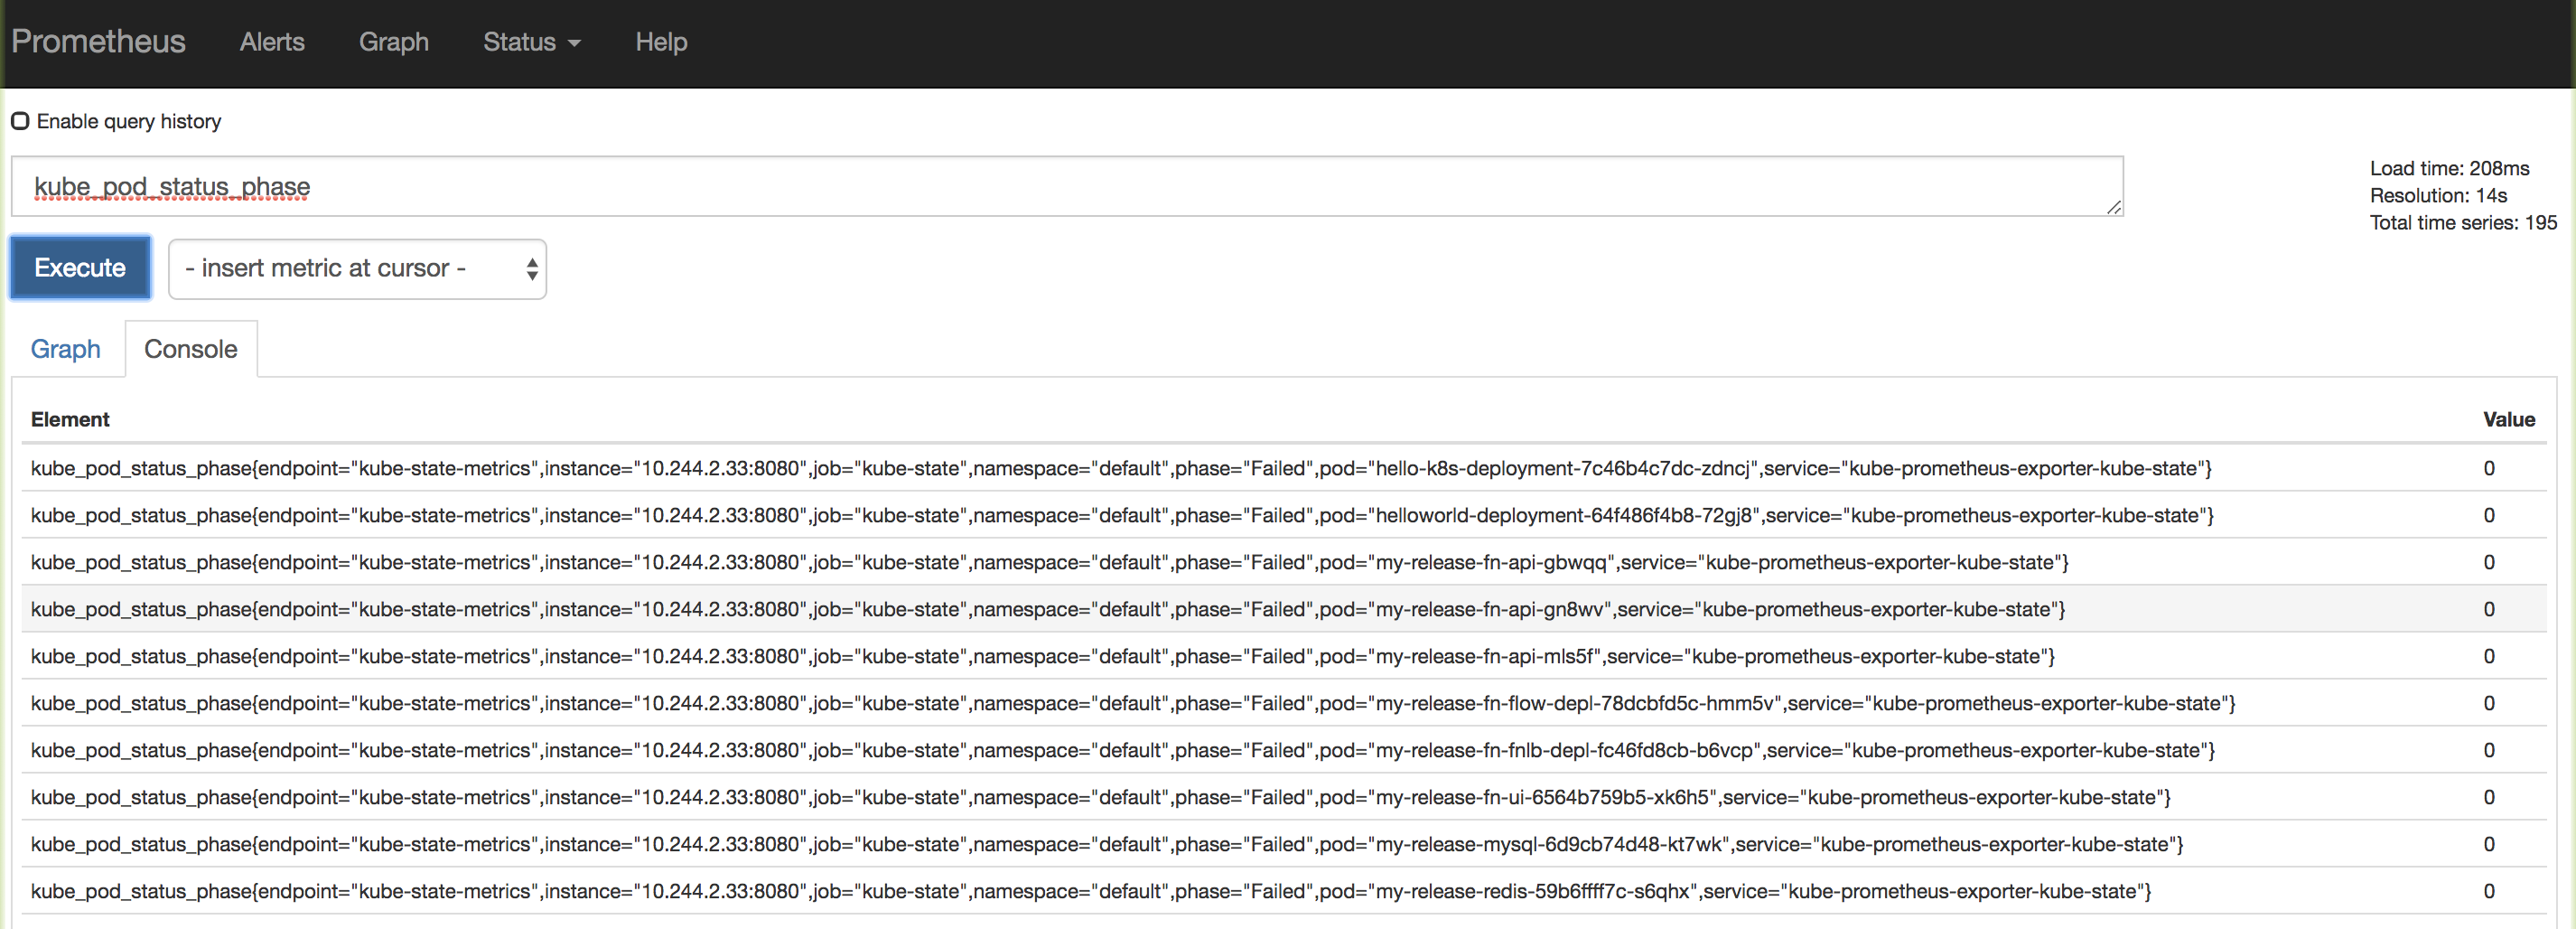 Prometheus Alerts Graph Status Help
Enable query history
kube_pod_status_phase
Load time: 208ms
Resolution: 14s
Total time series: 195
Execute - insert metric at cursor -
Graph Console
Element Value
kube_pod_status_phase{endpoint="kube-state-metrics",instance="10.244.2.33:8080",job="kube-state",namespace="default",phase="Failed",pod="hello-k8s-deployment-7c46b4c7dc-zdncj",service="kube-prometheus-exporter-kube-state"} 0
kube_pod_status_phase{endpoint="kube-state-metrics",instance="10.244.2.33:8080",job="kube-state",namespace="default",phase="Failed",pod="helloworld-deployment-64f486f4b8-72gj8",service="kube-prometheus-exporter-kube-state"} 0
kube_pod_status_phase{endpoint="kube-state-metrics",instance="10.244.2.33:8080",job="kube-state",namespace="default",phase="Failed",pod="my-release-fn-api-gbwqq",service="kube-prometheus-exporter-kube-state"} 0
kube_pod_status_phase{endpoint="kube-state-metrics",instance="10.244.2.33:8080",job="kube-state",namespace="default",phase="Failed",pod="my-release-fn-api-gn8wv",service="kube-prometheus-exporter-kube-state"} 0
kube_pod_status_phase{endpoint="kube-state-metrics",instance="10.244.2.33:8080",job="kube-state",namespace="default",phase="Failed",pod="my-release-fn-api-mls5f",service="kube-prometheus-exporter-kube-state"} 0
kube_pod_status_phase{endpoint="kube-state-metrics",instance="10.244.2.33:8080",job="kube-state",namespace="default",phase="Failed",pod="my-release-fn-flow-depl-78dcbfd5c-hmm5v",service="kube-prometheus-exporter-kube-state"} 0
kube_pod_status_phase{endpoint="kube-state-metrics",instance="10.244.2.33:8080",job="kube-state",namespace="default",phase="Failed",pod="my-release-fn-fnlb-depl-fc46fd8cb-b6vcp",service="kube-prometheus-exporter-kube-state"} 0
kube_pod_status_phase{endpoint="kube-state-metrics",instance="10.244.2.33:8080",job="kube-state",namespace="default",phase="Failed",pod="my-release-fn-ui-6564b759b5-xk6h5",service="kube-prometheus-exporter-kube-state"} 0
kube_pod_status_phase{endpoint="kube-state-metrics",instance="10.244.2.33:8080",job="kube-state",namespace="default",phase="Failed",pod="my-release-mysql-6d9cb74d48-kt7wk",service="kube-prometheus-exporter-kube-state"} 0
kube_pod_status_phase{endpoint="kube-state-metrics",instance="10.244.2.33:8080",job="kube-state",namespace="default",phase="Failed",pod="my-release-redis-59b6ffff7c-s6qhx",service="kube-prometheus-exporter-kube-state"} 0